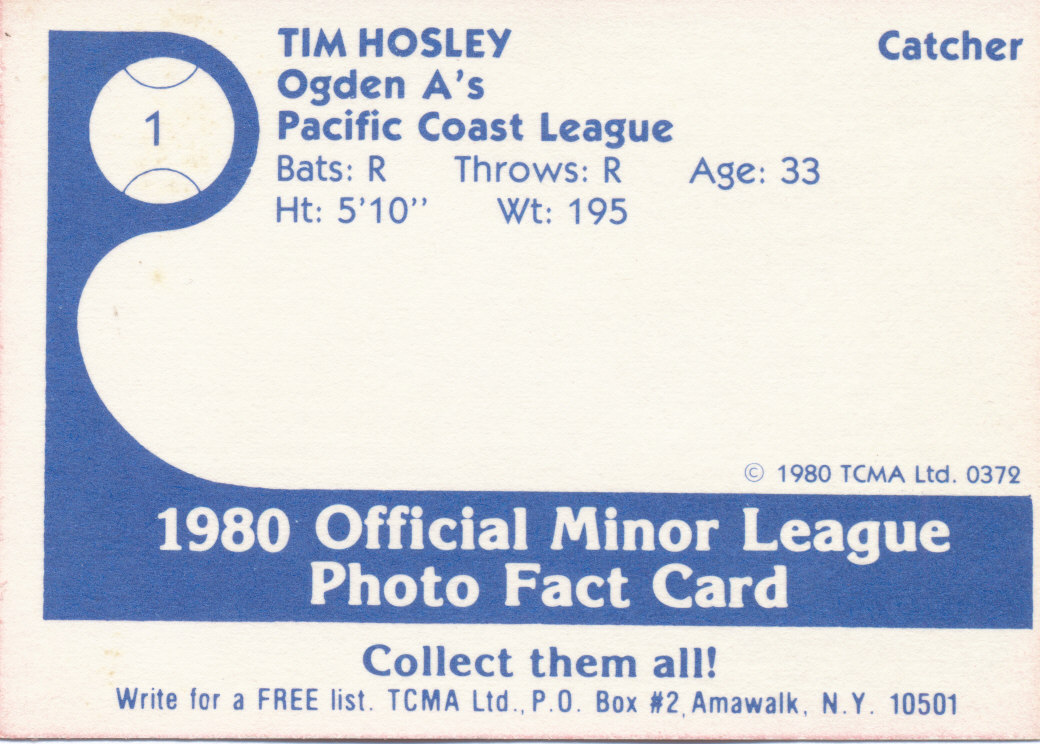 1
TIM HOSLEY
Catcher
Ogden A's
Pacific Coast League
Bats: R Throws: R Age: 33
Ht: 5'10'' Wt: 195
© 1980 TCMA Ltd. 0372
1980 Official Minor League
Photo Fact Card
Collect them all!
Write for a FREE list. TCMA Ltd., P.O. Box #2, Amawalk, N.Y. 10501